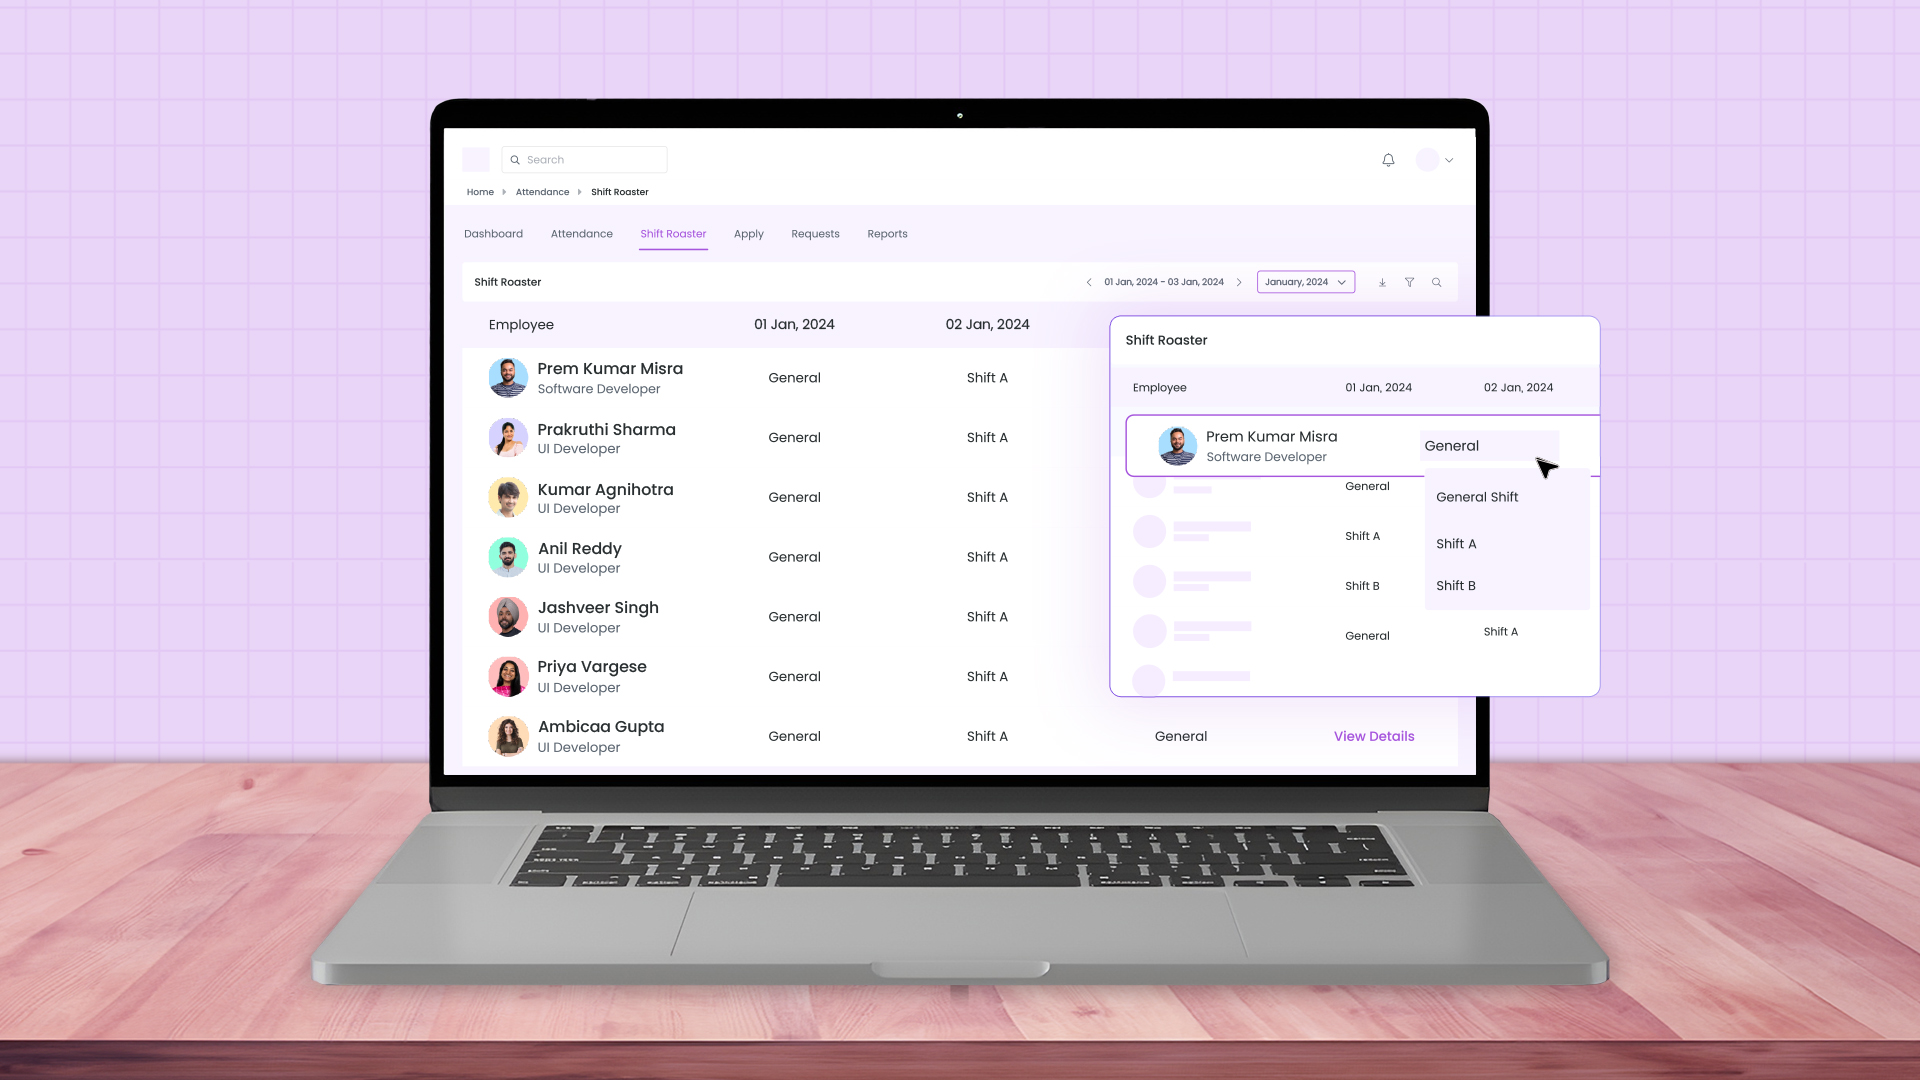 Search
Home Attendance Shift Roaster
Dashboard Attendance Shift Roaster Apply Requests Reports
Shift Roaster 01 Jan, 2024 - 03 Jan, 2024 January, 2024
Employee 01 Jan, 2024 02 Jan, 2024
Prem Kumar Misra
Software Developer
General Shift A
Prakruthi Sharma
UI Developer
General Shift A
Kumar Agnihotra
UI Developer
General Shift A
Anil Reddy
UI Developer
General Shift A
Jashveer Singh
UI Developer
General Shift A
Priya Vargese
UI Developer
General Shift A
Ambicaa Gupta
UI Developer
General Shift A General View Details
Shift Roaster
Employee 01 Jan, 2024 02 Jan, 2024
Prem Kumar Misra
Software Developer
General
General
General Shift
Shift A
Shift A
Shift B
Shift B
General
Shift A